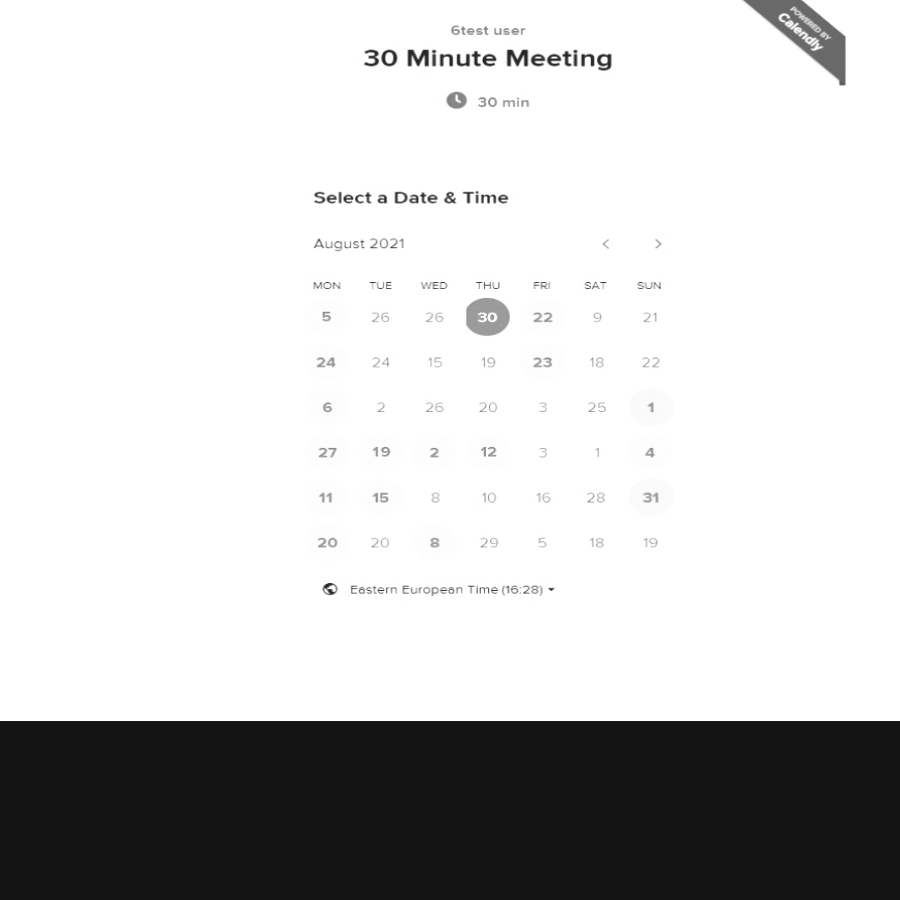 POWERED BY
Calendly
6test user
30 Minute Meeting
30 min
Select a Date & Time
August 2021
MON TUE WED THU FRI SAT SUN
5 26 26 30 22 9 21
24 24 15 19 23 18 22
6 2 26 20 3 25 1
27 19 2 12 3 1 4
11 15 8 10 16 28 31
20 20 8 29 5 18 19
Eastern European Time (16:28)